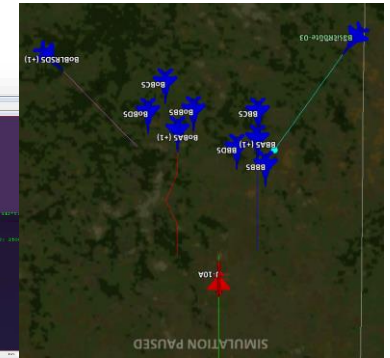 SIMULATION PAUSED
J-10A
BBBS
BBDS
BBAS (+1)
BoBAS (+1)
BBCS
BoBBS
BoBDS
BoBCS
BoBLRSDS (+1)